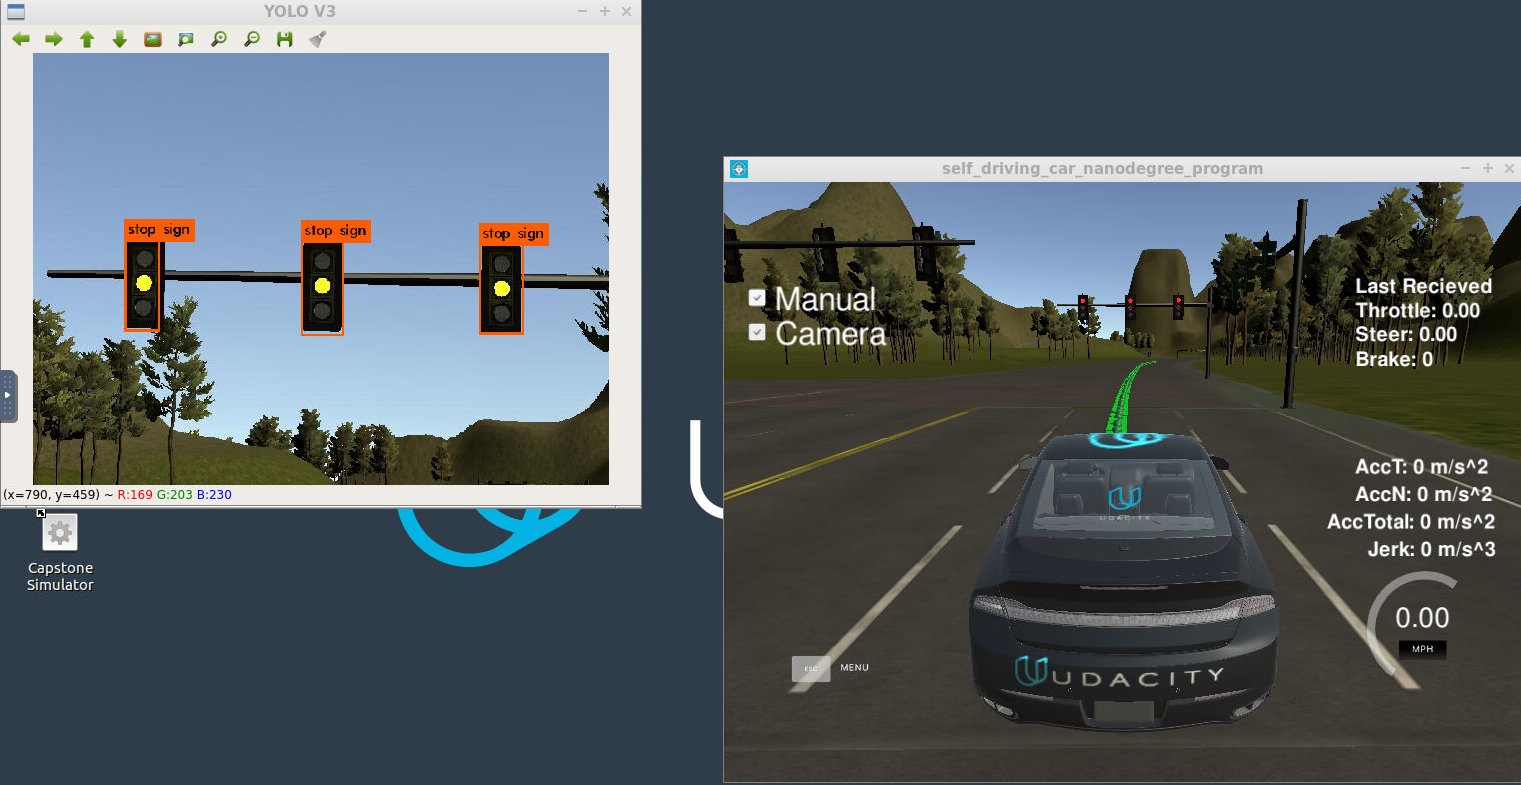 YOLO V3
stop sign
stop sign
stop sign
(x=790, y=459) ~ R:169 G:203 B:230
Capstone
Simulator
self_driving_car_nanodegree_program
Manual
Camera
Last Recieved
Throttle: 0.00
Steer: 0.00
Brake: 0
AccT: 0 m/s^2
AccN: 0 m/s^2
AccTotal: 0 m/s^2
Jerk: 0 m/s^3
0.00
MPH
UDACITY
ESC MENU
UDACITY